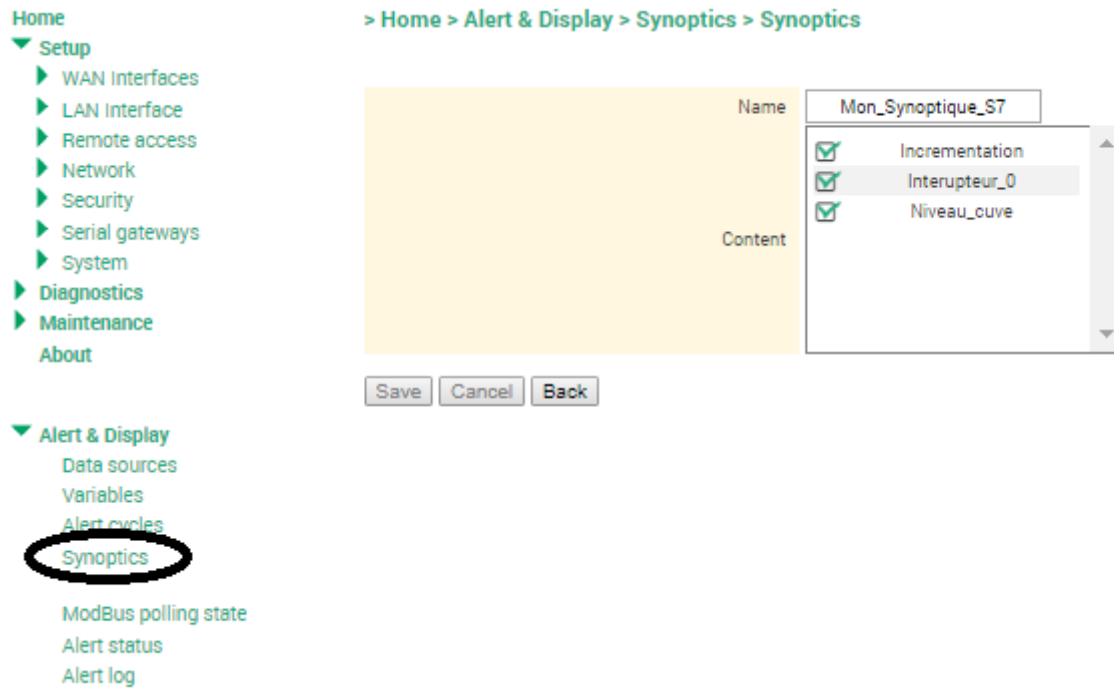 Home
Setup
WAN Interfaces
LAN Interface
Remote access
Network
Security
Serial gateways
System
Diagnostics
Maintenance
About
Alert & Display
Data sources
Variables
Alert cycles
Synoptics
ModBus polling state
Alert status
Alert log
> Home > Alert & Display > Synoptics > Synoptics
Name
Mon_Synoptique_S7
Content
Incrementation
Interupteur_0
Niveau_cuve
Save Cancel Back